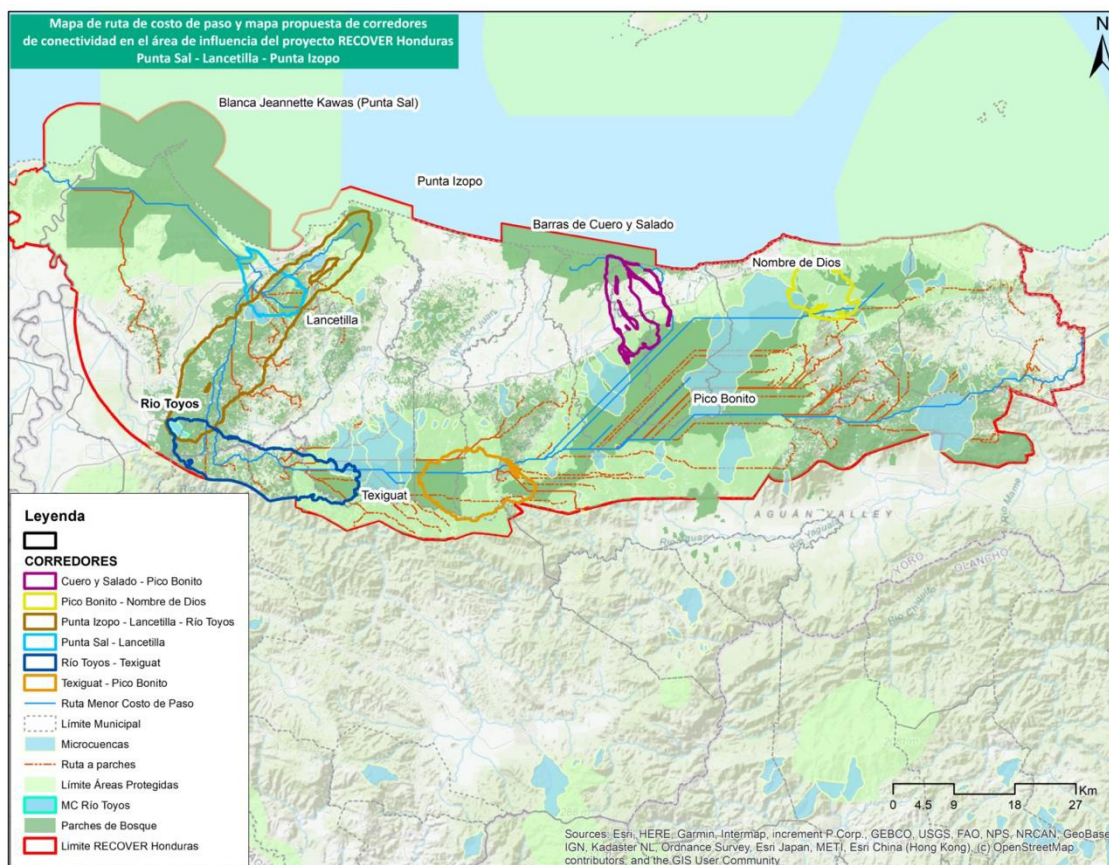 Mapa de ruta de costo de paso y mapa propuesta de corredores
de conectividad en el área de influencia del proyecto RECOVER Honduras
Punta Sal - Lancetilla - Punta Izopo
N
Blanca Jeannette Kawas (Punta Sal)
Punta Izopo
Barras de Cuero y Salado
Nombre de Dios
Lancetilla
Pico Bonito
Río Toyos
Texiguat
AGUÁN VALLEY
YORO
OLANCHO
Leyenda
CORREDORES
Cuero y Salado - Pico Bonito
Pico Bonito - Nombre de Dios
Punta Izopo - Lancetilla - Río Toyos
Punta Sal - Lancetilla
Río Toyos - Texiguat
Texiguat - Pico Bonito
Ruta Menor Costo de Paso
Límite Municipal
Microcuencas
Ruta a parches
Límite Áreas Protegidas
MC Río Toyos
Parches de Bosque
Limite RECOVER Honduras
Km
0 4.5 9 18 27
Sources: Esri, HERE, Garmin, Intermap, increment P Corp., GEBCO, USGS, FAO, NPS, NRCAN, GeoBase,
IGN, Kadaster NL, Ordnance Survey, Esri Japan, METI, Esri China (Hong Kong), (c) OpenStreetMap
contributors, and the GIS User Community